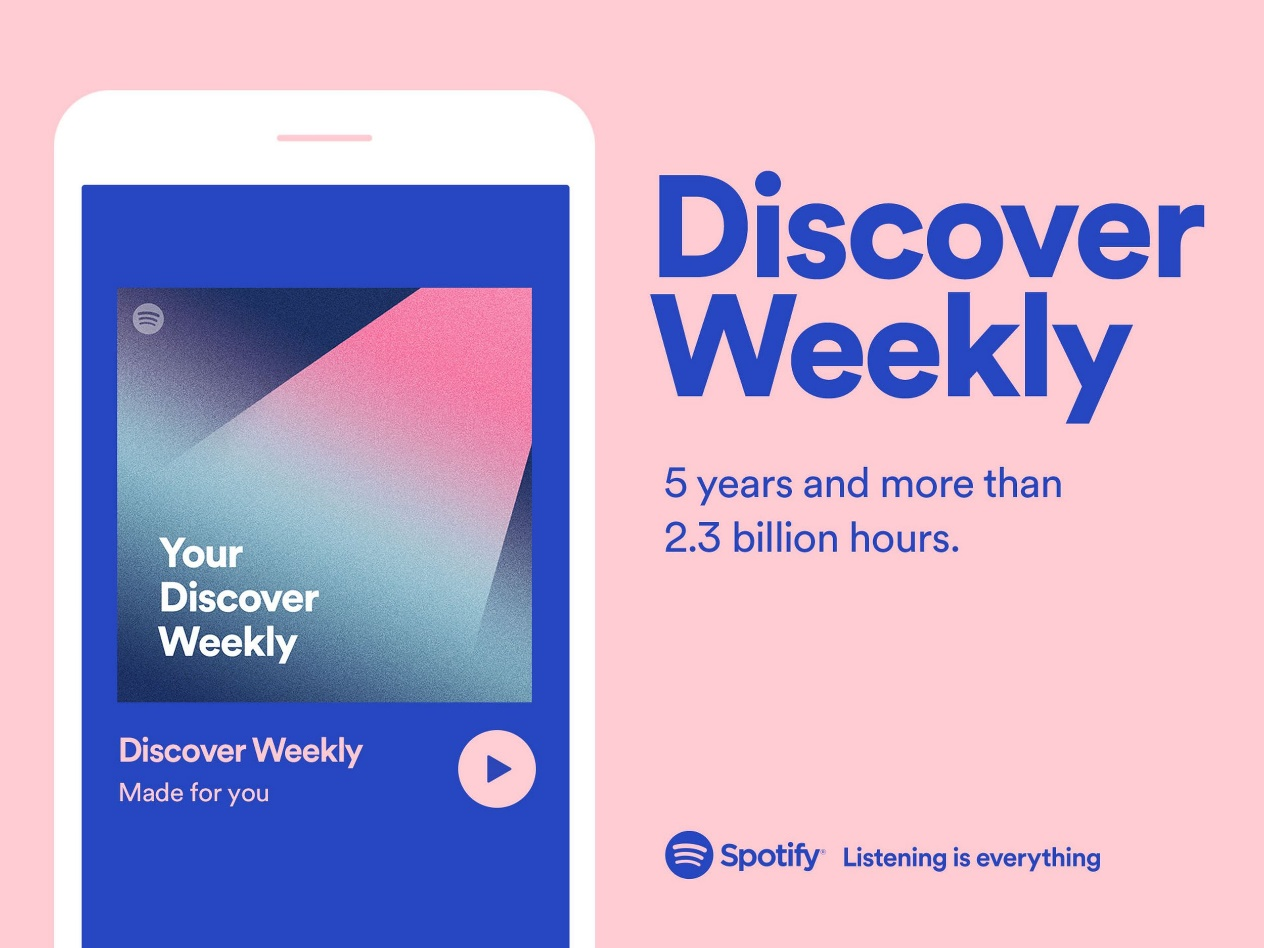 Discover
Weekly
5 years and more than
2.3 billion hours.
Your
Discover
Weekly
Discover Weekly
Made for you
Spotify® Listening is everything